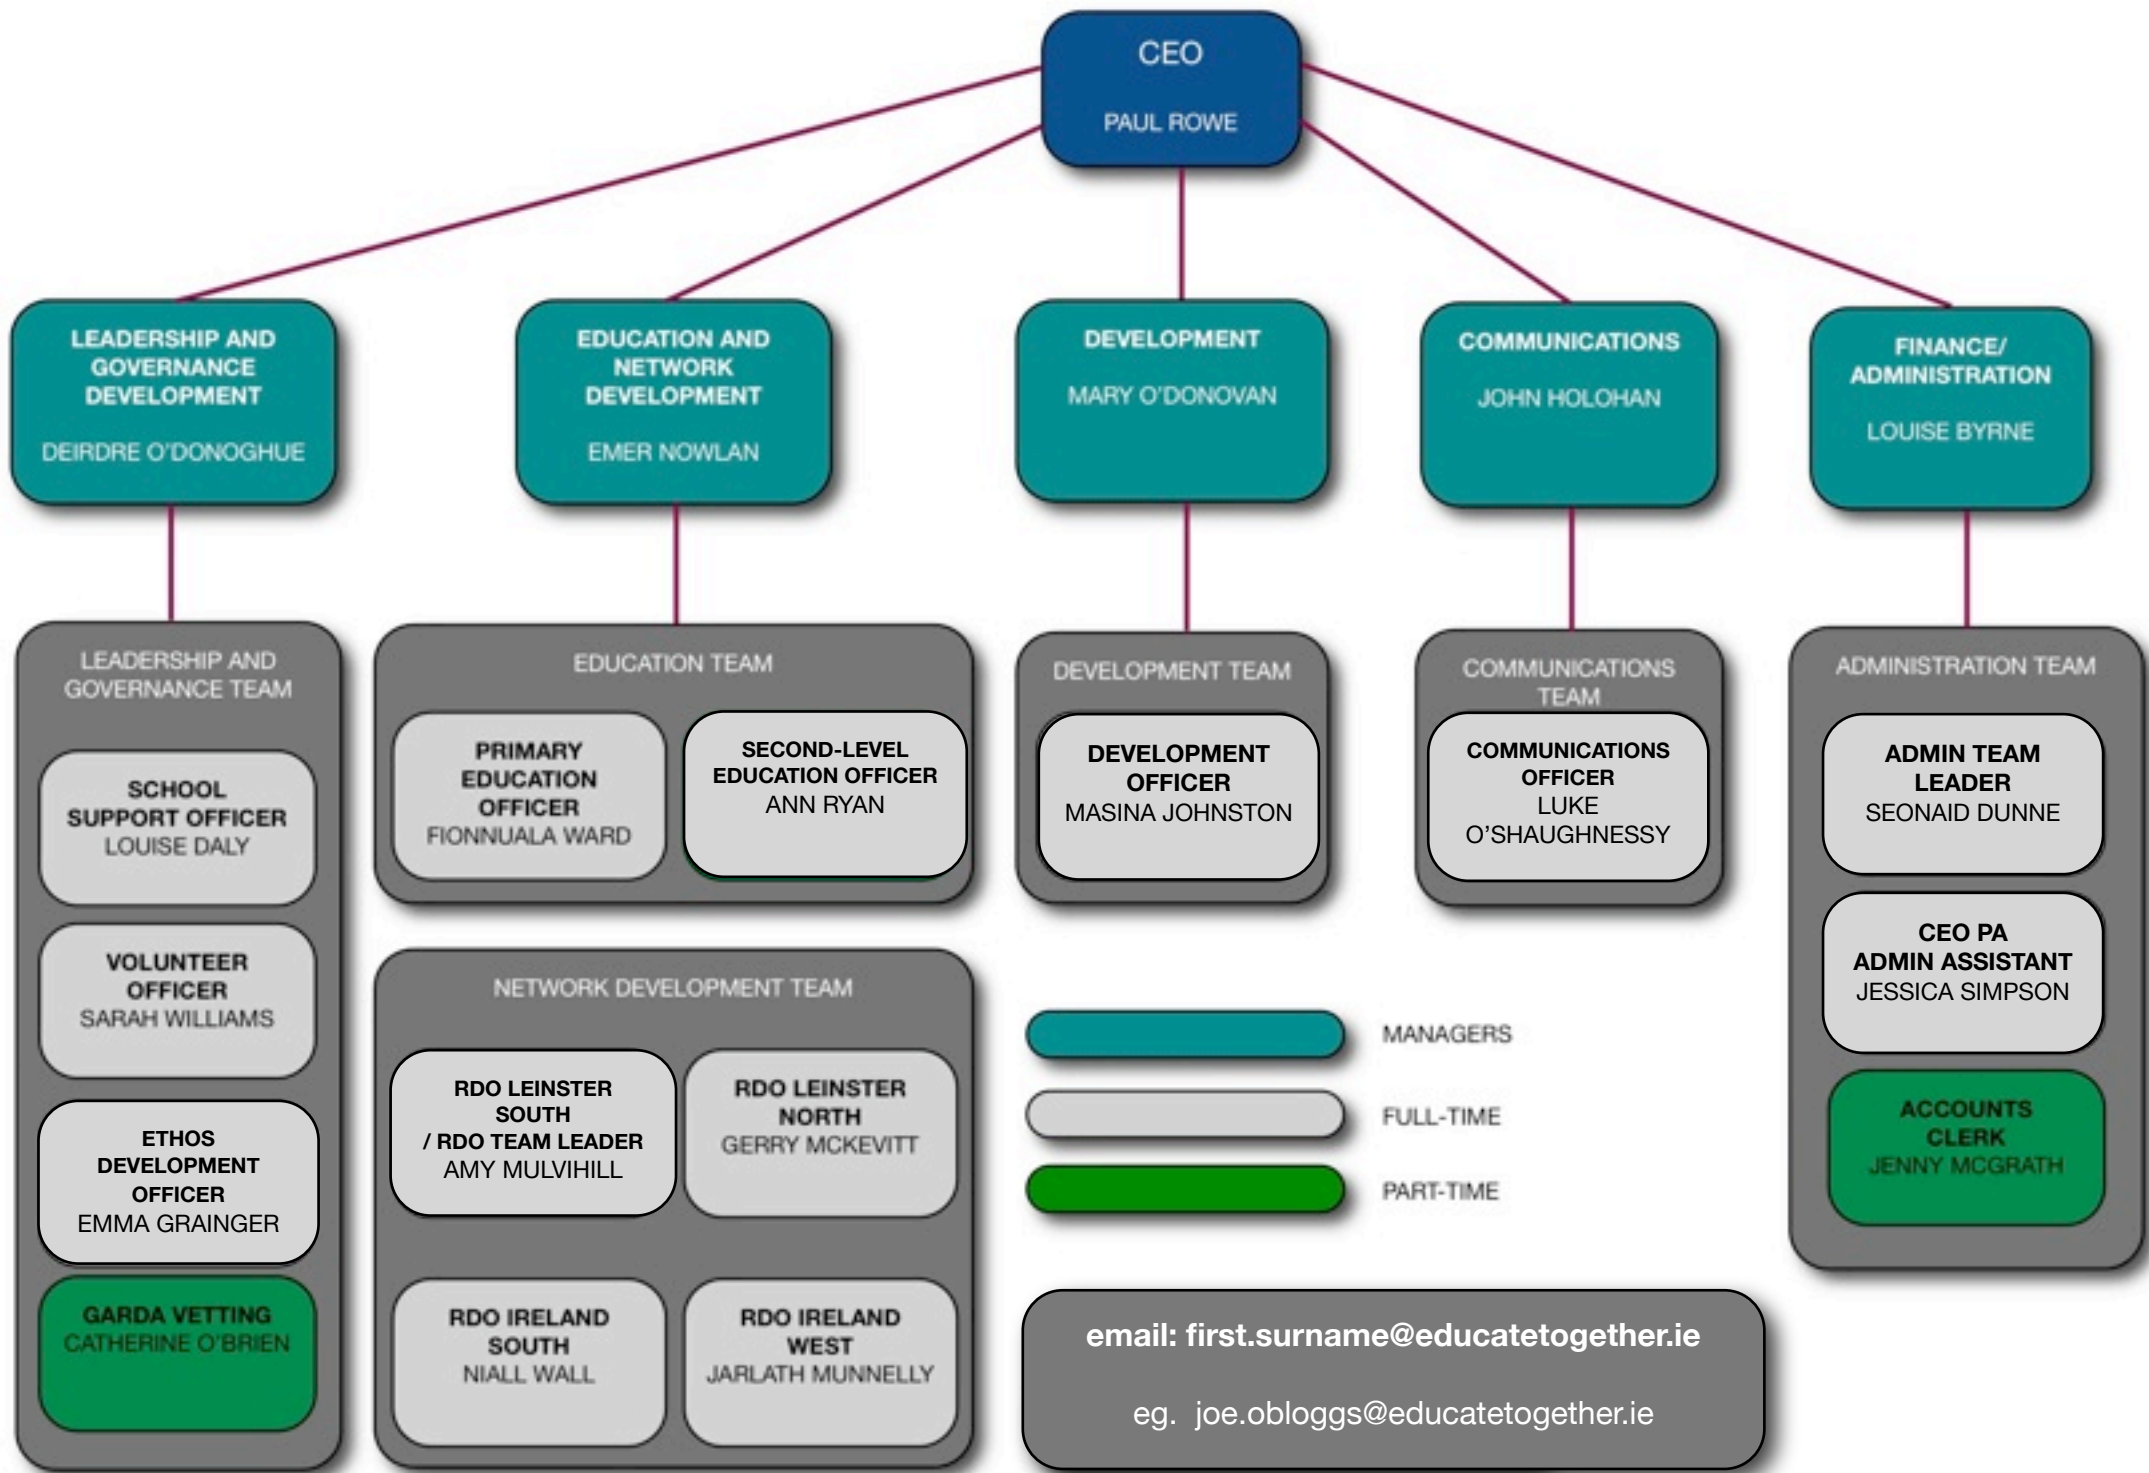 CEO
PAUL ROWE
LEADERSHIP AND
GOVERNANCE
DEVELOPMENT
DEIRDRE O'DONOGHUE
EDUCATION AND
NETWORK
DEVELOPMENT
EMER NOWLAN
DEVELOPMENT
MARY O'DONOVAN
COMMUNICATIONS
JOHN HOLOHAN
FINANCE/
ADMINISTRATION
LOUISE BYRNE
LEADERSHIP AND
GOVERNANCE TEAM
SCHOOL
SUPPORT OFFICER
LOUISE DALY
VOLUNTEER
OFFICER
SARAH WILLIAMS
ETHOS
DEVELOPMENT
OFFICER
EMMA GRAINGER
GARDA VETTING
CATHERINE O'BRIEN
EDUCATION TEAM
PRIMARY
EDUCATION
OFFICER
FIONNUALA WARD
SECOND-LEVEL
EDUCATION OFFICER
ANN RYAN
NETWORK DEVELOPMENT TEAM
RDO LEINSTER
SOUTH
/ RDO TEAM LEADER
AMY MULVIHILL
RDO LEINSTER
NORTH
GERRY MCKEVITT
RDO IRELAND
SOUTH
NIALL WALL
RDO IRELAND
WEST
JARLATH MUNNELLY
DEVELOPMENT TEAM
DEVELOPMENT
OFFICER
MASINA JOHNSTON
COMMUNICATIONS
TEAM
COMMUNICATIONS
OFFICER
LUKE
O'SHAUGHNESSY
ADMINISTRATION TEAM
ADMIN TEAM
LEADER
SEONAID DUNNE
CEO PA
ADMIN ASSISTANT
JESSICA SIMPSON
ACCOUNTS
CLERK
JENNY MCGRATH
MANAGERS
FULL-TIME
PART-TIME
email: first.surname@educatetogether.ie
eg. joe.obloggs@educatetogether.ie